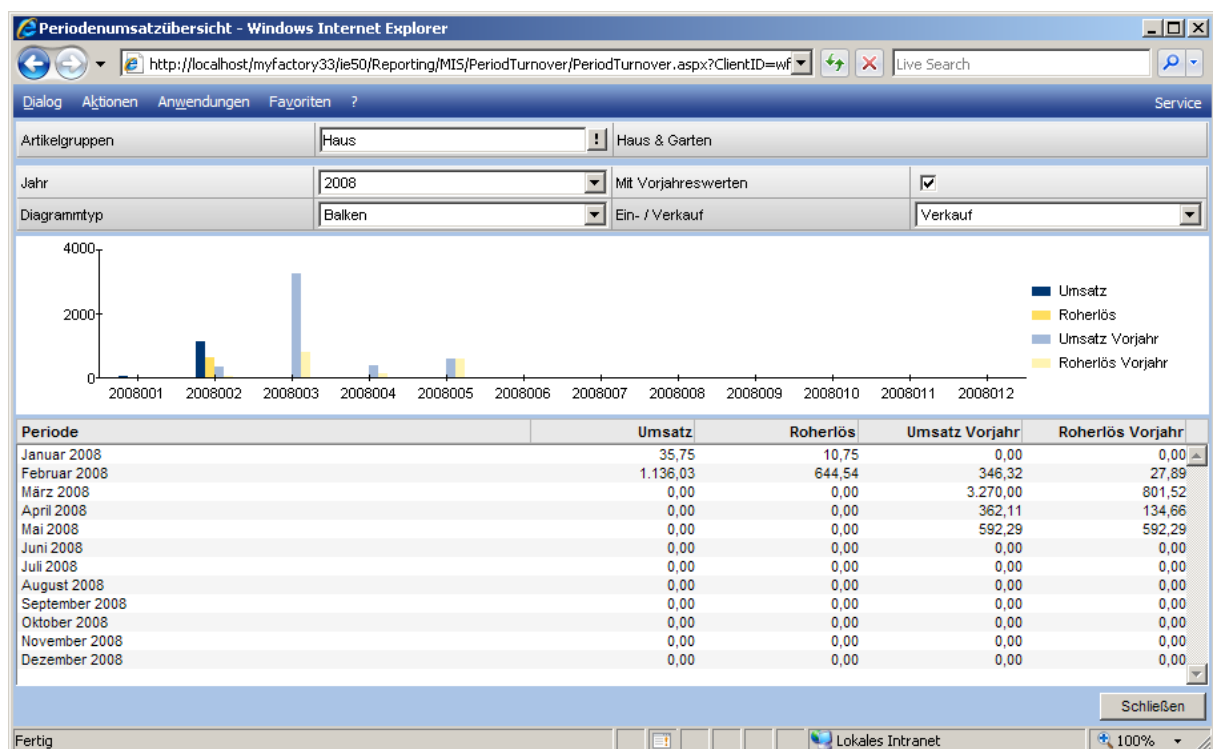 Periodenumsatzübersicht - Windows Internet Explorer
http://localhost/myfactory33/ie50/Reporting/MIS/PeriodTurnover/PeriodTurnover.aspx?ClientID=wf
Live Search
Dialog Aktionen Anwendungen Favoriten ? Service
Artikelgruppen Haus ! Haus & Garten
Jahr 2008 Mit Vorjahreswerten
Diagrammtyp Balken Ein- / Verkauf Verkauf
4000
2000
0
2008001 2008002 2008003 2008004 2008005 2008006 2008007 2008008 2008009 2008010 2008011 2008012
Umsatz
Roherlös
Umsatz Vorjahr
Roherlös Vorjahr
Periode Umsatz Roherlös Umsatz Vorjahr Roherlös Vorjahr
Januar 2008 35,75 10,75 0,00 0,00
Februar 2008 1.136,03 644,54 346,32 27,89
März 2008 0,00 0,00 3.270,00 801,52
April 2008 0,00 0,00 362,11 134,66
Mai 2008 0,00 0,00 592,29 592,29
Juni 2008 0,00 0,00 0,00 0,00
Juli 2008 0,00 0,00 0,00 0,00
August 2008 0,00 0,00 0,00 0,00
September 2008 0,00 0,00 0,00 0,00
Oktober 2008 0,00 0,00 0,00 0,00
November 2008 0,00 0,00 0,00 0,00
Dezember 2008 0,00 0,00 0,00 0,00
Schließen
Fertig Lokales Intranet 100%